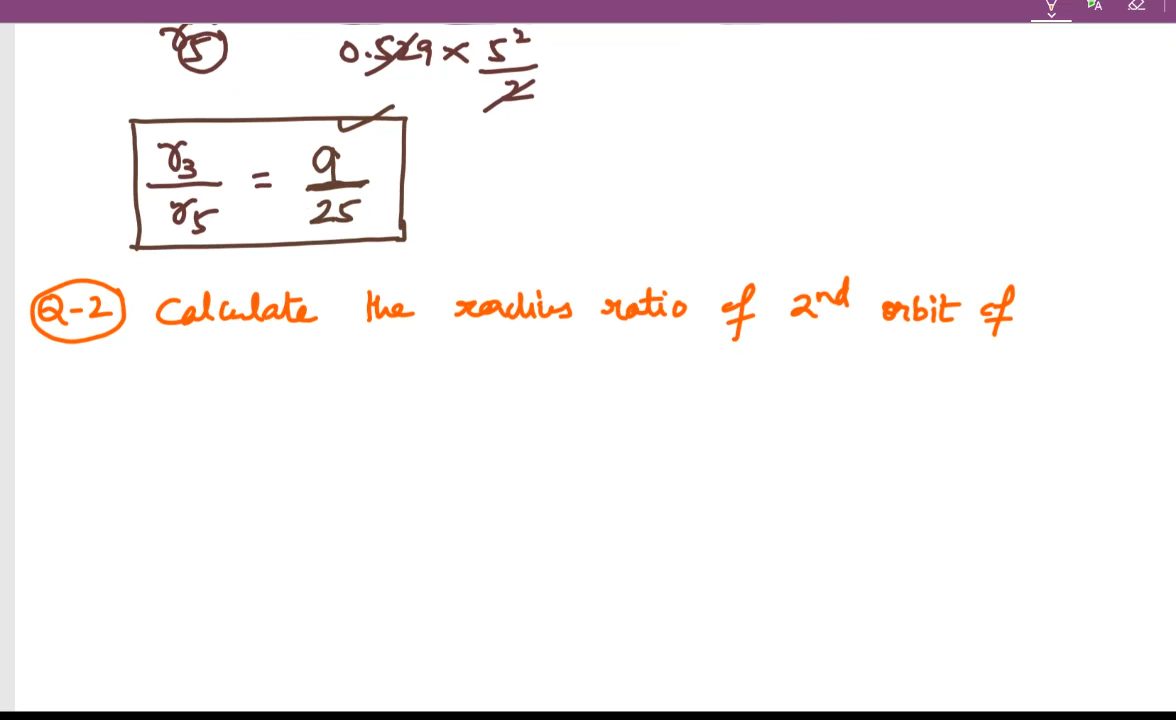 r5 0.529 × 5²/2
r3/r5 = 9/25
Q-2 Calculate the radius ratio of 2nd orbit of